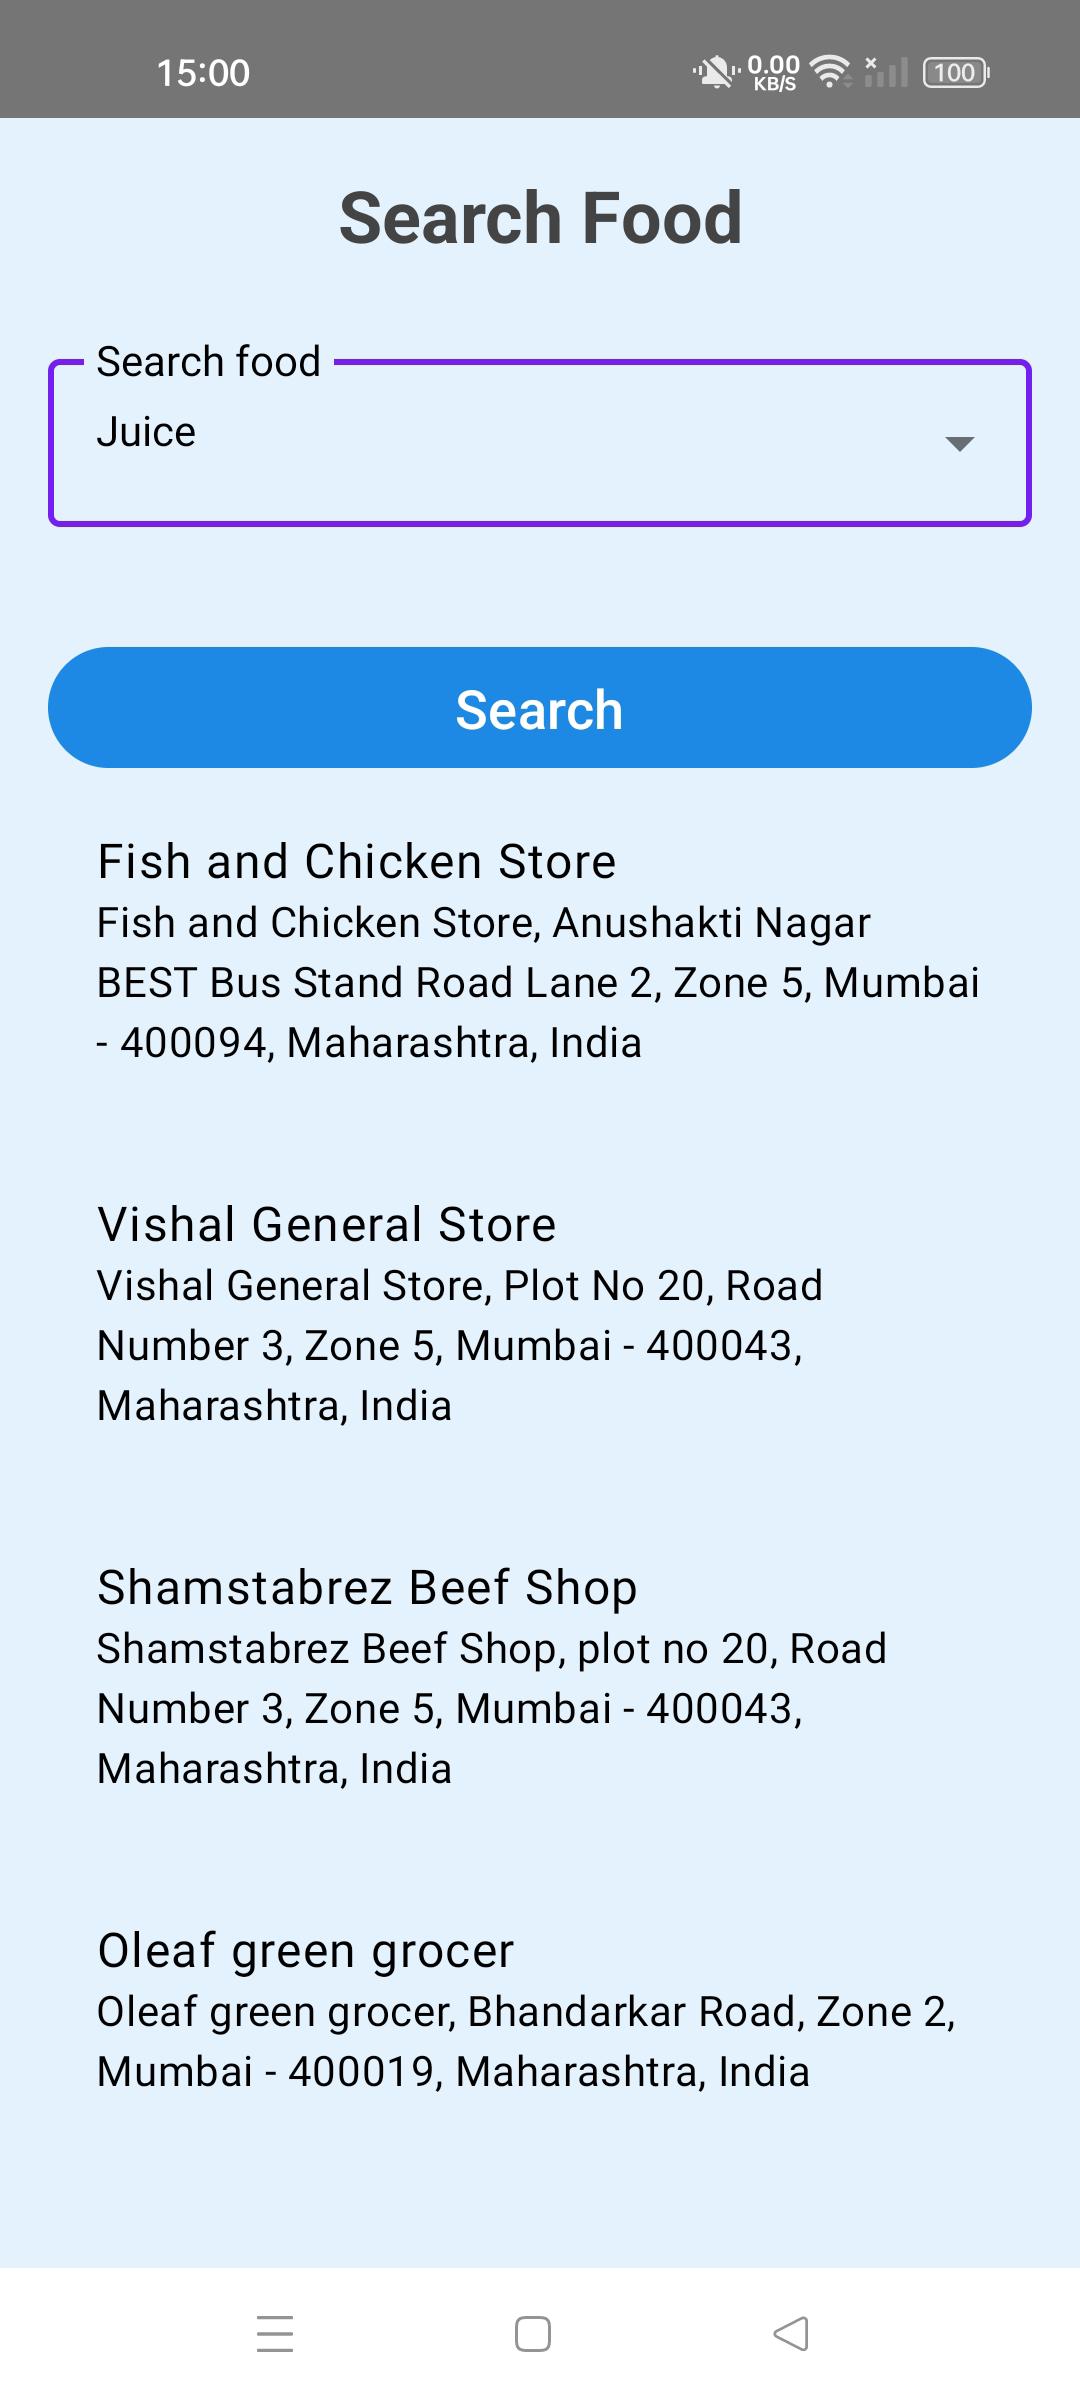 15:00
0.00
KB/S
100
Search Food
Search food
Juice
Search
Fish and Chicken Store
Fish and Chicken Store, Anushakti Nagar
BEST Bus Stand Road Lane 2, Zone 5, Mumbai
- 400094, Maharashtra, India
Vishal General Store
Vishal General Store, Plot No 20, Road
Number 3, Zone 5, Mumbai - 400043,
Maharashtra, India
Shamstabrez Beef Shop
Shamstabrez Beef Shop, plot no 20, Road
Number 3, Zone 5, Mumbai - 400043,
Maharashtra, India
Oleaf green grocer
Oleaf green grocer, Bhandarkar Road, Zone 2,
Mumbai - 400019, Maharashtra, India